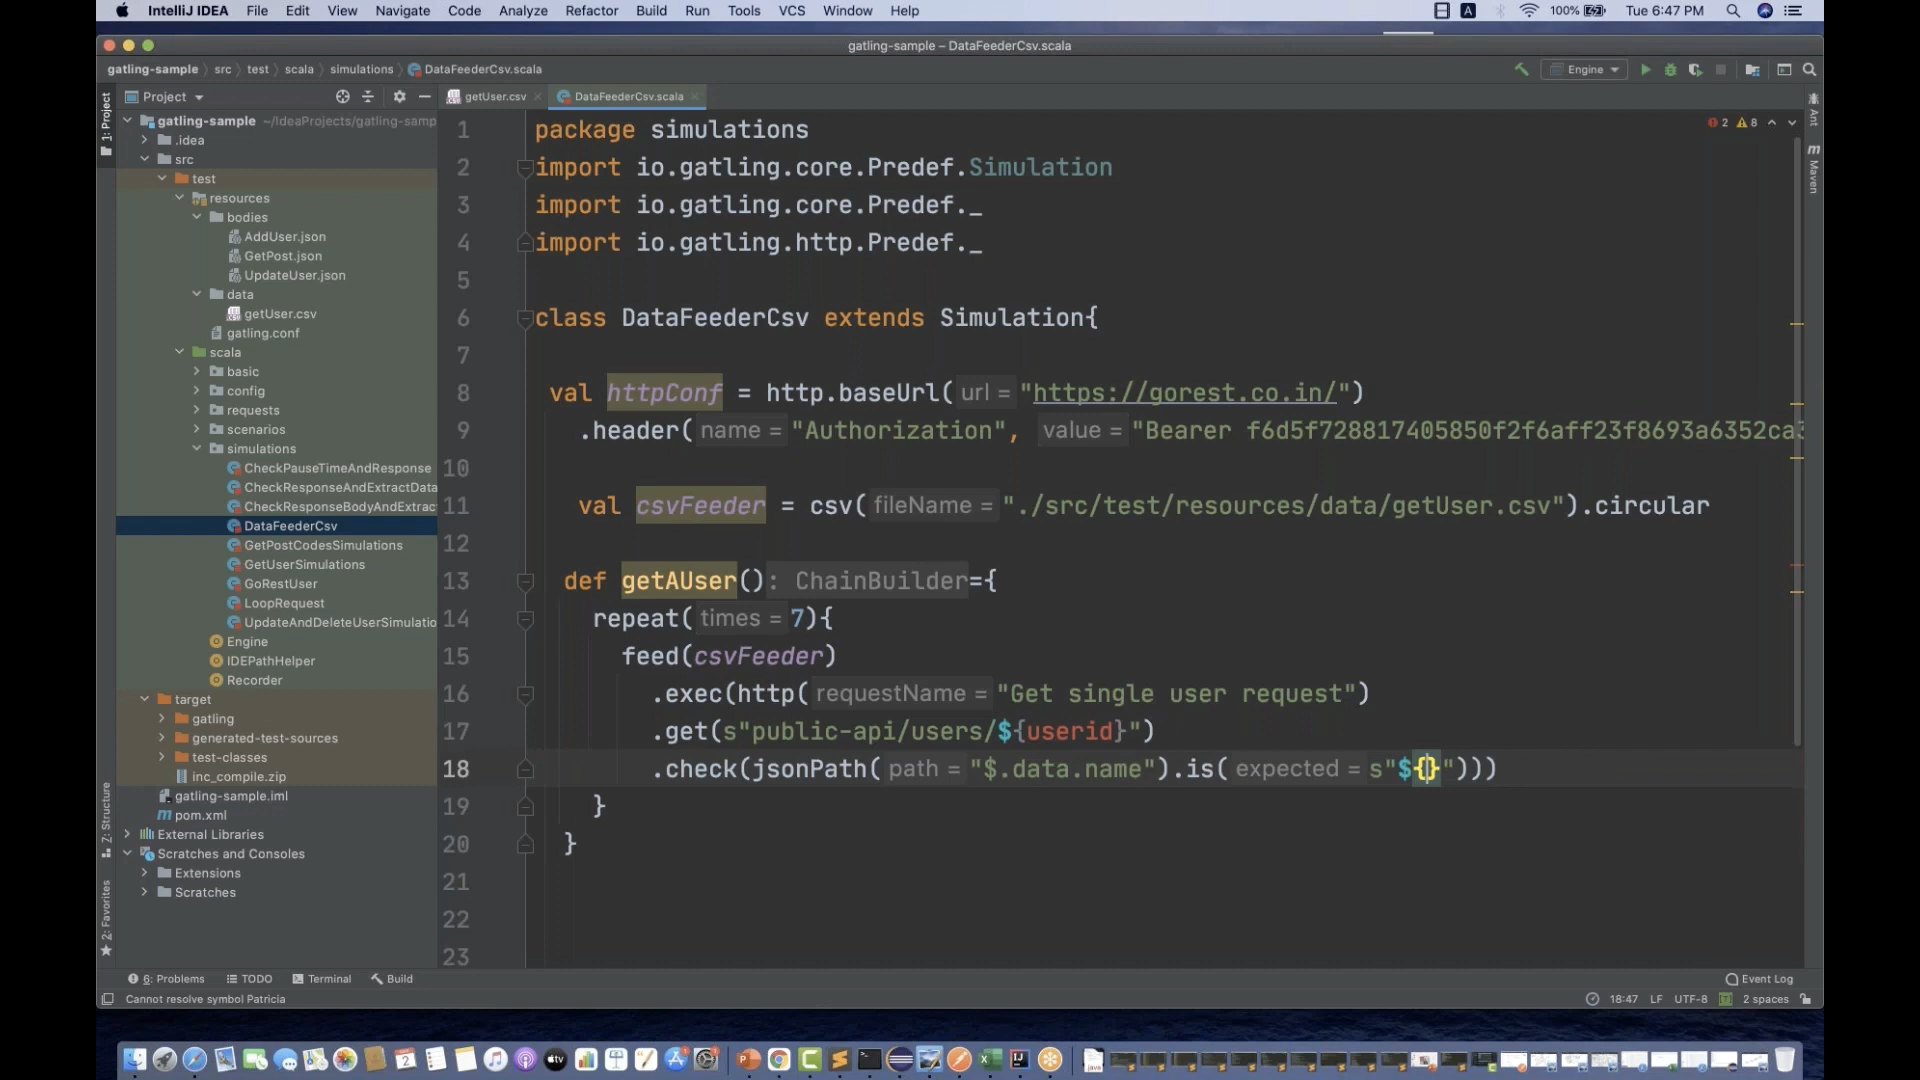 IntelliJ IDEA File Edit View Navigate Code Analyze Refactor Build Run Tools VCS Window Help A 100% Tue 6:47 PM
gatling-sample – DataFeederCsv.scala
gatling-sample src test scala simulations DataFeederCsv.scala Engine
Project getUser.csv DataFeederCsv.scala
1: Project
gatling-sample ~/IdeaProjects/gatling-samp
.idea
src
test
resources
bodies
AddUser.json
GetPost.json
UpdateUser.json
data
getUser.csv
gatling.conf
scala
basic
config
requests
scenarios
simulations
CheckPauseTimeAndResponse
CheckResponseAndExtractData
CheckResponseBodyAndExtrac
DataFeederCsv
GetPostCodesSimulations
GetUserSimulations
GoRestUser
LoopRequest
UpdateAndDeleteUserSimulatio
Engine
IDEPathHelper
Recorder
target
gatling
generated-test-sources
test-classes
inc_compile.zip
gatling-sample.iml
pom.xml
External Libraries
Scratches and Consoles
Extensions
Scratches
7: Structure
2: Favorites
1 package simulations
2 import io.gatling.core.Predef.Simulation
3 import io.gatling.core.Predef._
4 import io.gatling.http.Predef._
5
6 class DataFeederCsv extends Simulation{
7
8 val httpConf = http.baseUrl( url = "https://gorest.co.in/")
9 .header( name = "Authorization", value = "Bearer f6d5f728817405850f2f6aff23f8693a6352ca3
10
11 val csvFeeder = csv( fileName = "./src/test/resources/data/getUser.csv").circular
12
13 def getAUser(): ChainBuilder={
14 repeat( times = 7){
15 feed(csvFeeder)
16 .exec(http( requestName = "Get single user request")
17 .get(s"public-api/users/${userid}")
18 .check(jsonPath( path = "$.data.name").is( expected = s"${}")))
19 }
20 }
21
22
23
2 8
Ant
m Maven
6: Problems TODO Terminal Build Event Log
Cannot resolve symbol Patricia 18:47 LF UTF-8 2 spaces